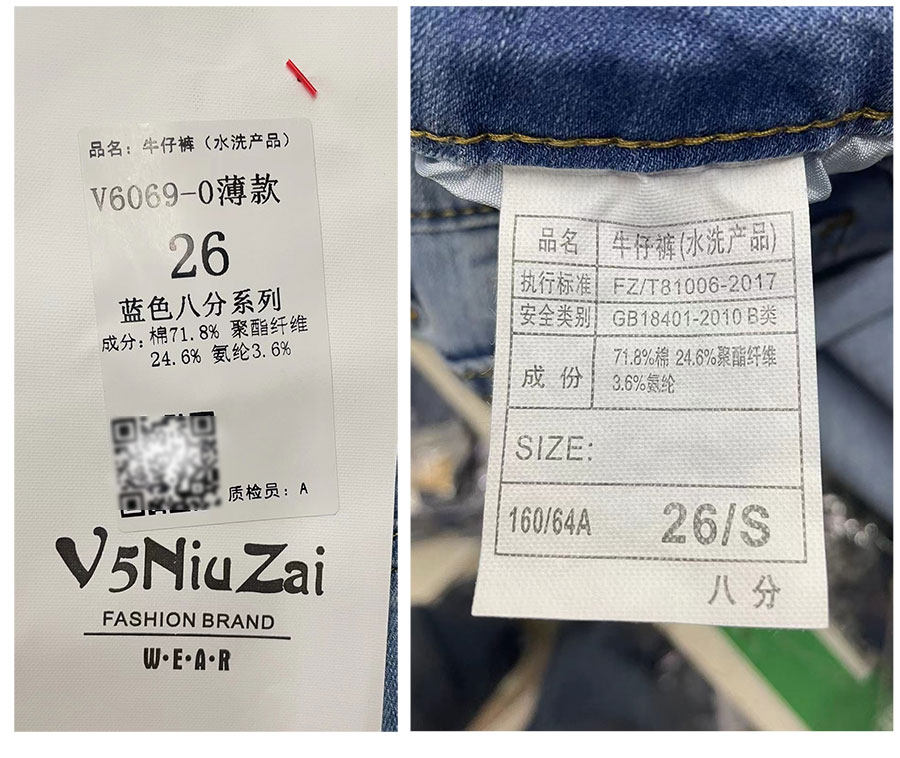 品名：牛仔裤（水洗产品）
V6069-0薄款
26
蓝色八分系列
成分：棉71.8% 聚酯纤维
24.6% 氨纶3.6%
质检员：A
V5NiuZai
FASHION BRAND
W·E·A·R
品名 牛仔裤(水洗产品)
执行标准 FZ/T81006-2017
安全类别 GB18401-2010 B类
成份 71.8%棉 24.6%聚酯纤维
3.6%氨纶
SIZE:
160/64A 26/S
八分